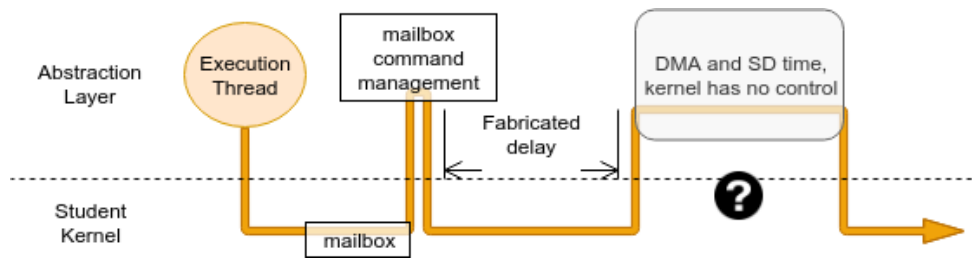 Abstraction
Layer
Execution
Thread
mailbox
command
management
Fabricated
delay
DMA and SD time,
kernel has no control
Student
Kernel
mailbox
?